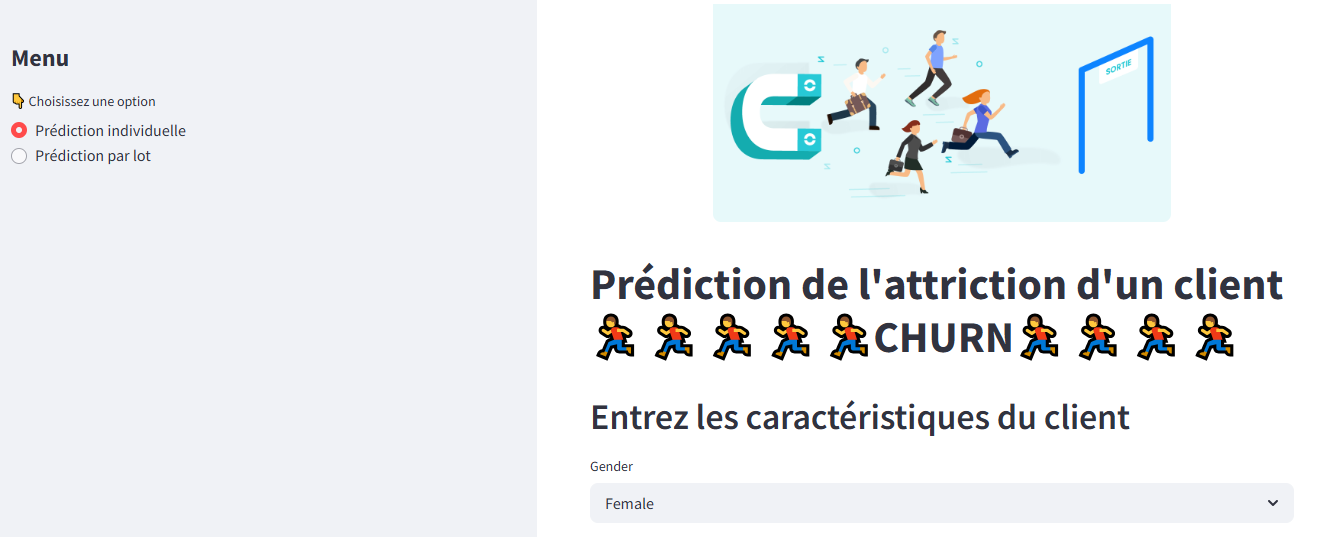 Menu
👇 Choisissez une option
Prédiction individuelle
Prédiction par lot
SORTIE
Prédiction de l'attriction d'un client
🏃🏃🏃🏃🏃CHURN🏃🏃🏃🏃
Entrez les caractéristiques du client
Gender
Female